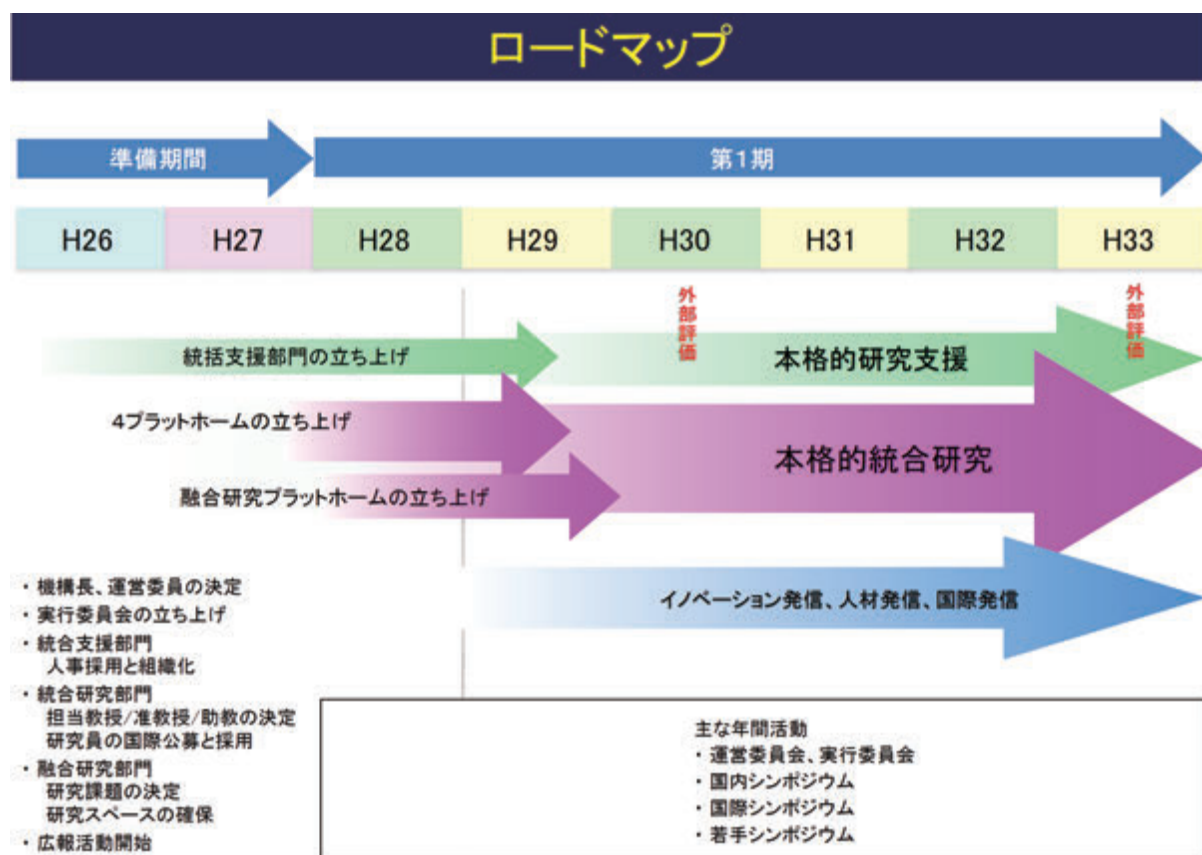 ロードマップ
準備期間
第1期
H26
H27
H28
H29
H30
H31
H32
H33
外部評価
外部評価
統括支援部門の立ち上げ
本格的研究支援
4プラットホームの立ち上げ
本格的統合研究
融合研究プラットホームの立ち上げ
イノベーション発信、人材発信、国際発信
・機構長、運営委員の決定
・実行委員会の立ち上げ
・統合支援部門
人事採用と組織化
・統合研究部門
担当教授/准教授/助教の決定
研究員の国際公募と採用
・融合研究部門
研究課題の決定
研究スペースの確保
・広報活動開始
主な年間活動
・運営委員会、実行委員会
・国内シンポジウム
・国際シンポジウム
・若手シンポジウム